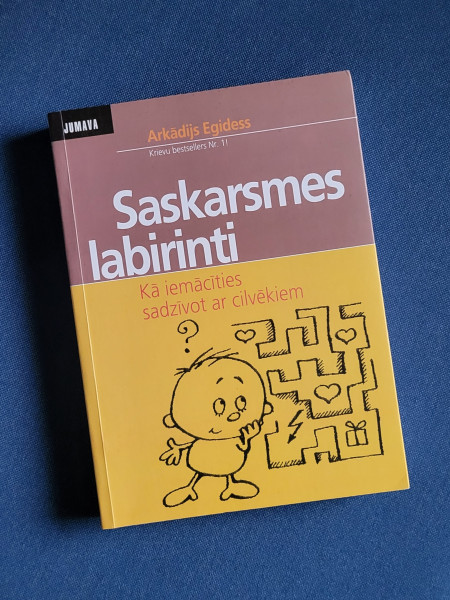 JUMAVA
Arkādijs Egidess
Krievu bestsellers Nr. 1!
Saskarsmes
labirinti
Kā iemācīties
sadzīvot ar cilvēkiem
?